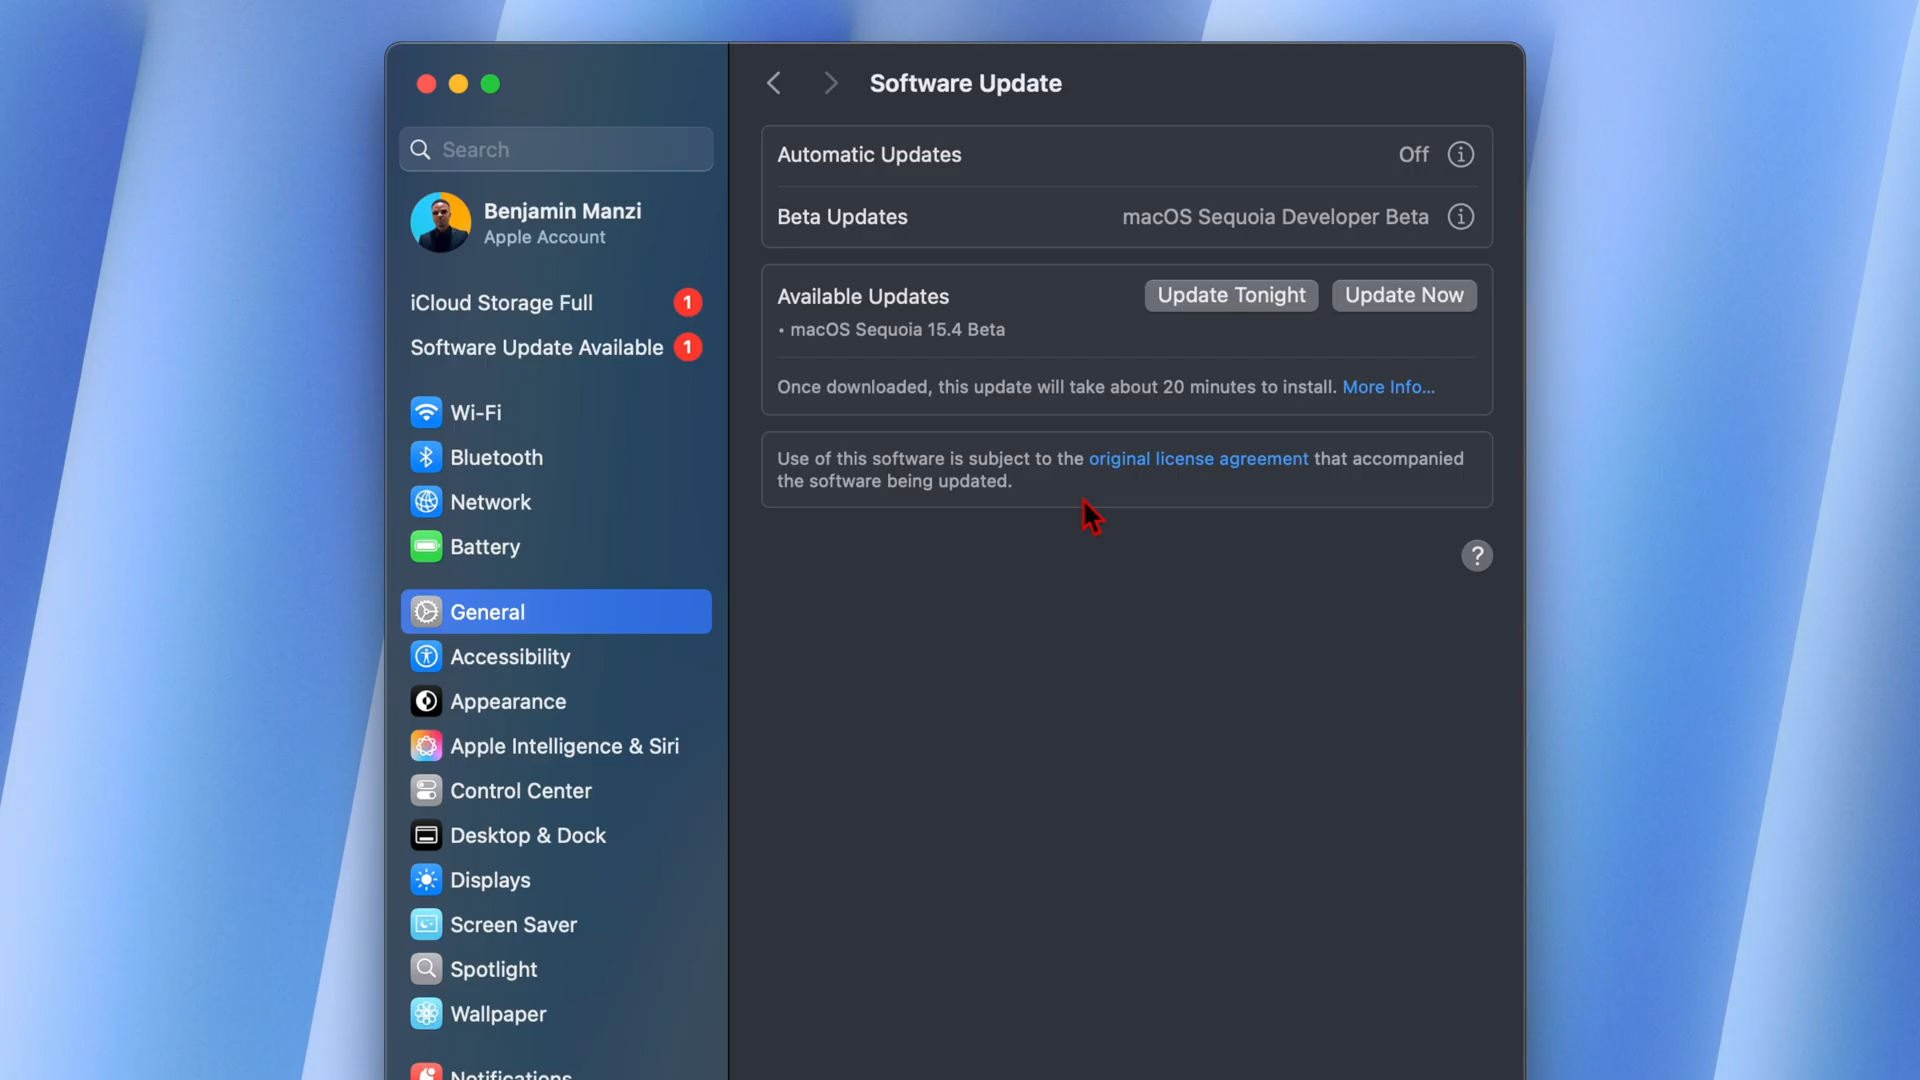 Search
Benjamin Manzi
Apple Account
iCloud Storage Full 1
Software Update Available 1
Wi-Fi
Bluetooth
Network
Battery
General
Accessibility
Appearance
Apple Intelligence & Siri
Control Center
Desktop & Dock
Displays
Screen Saver
Spotlight
Wallpaper
Notifications
Software Update
Automatic Updates Off
Beta Updates macOS Sequoia Developer Beta
Available Updates Update Tonight Update Now
• macOS Sequoia 15.4 Beta
Once downloaded, this update will take about 20 minutes to install. More Info...
Use of this software is subject to the original license agreement that accompanied
the software being updated.
?